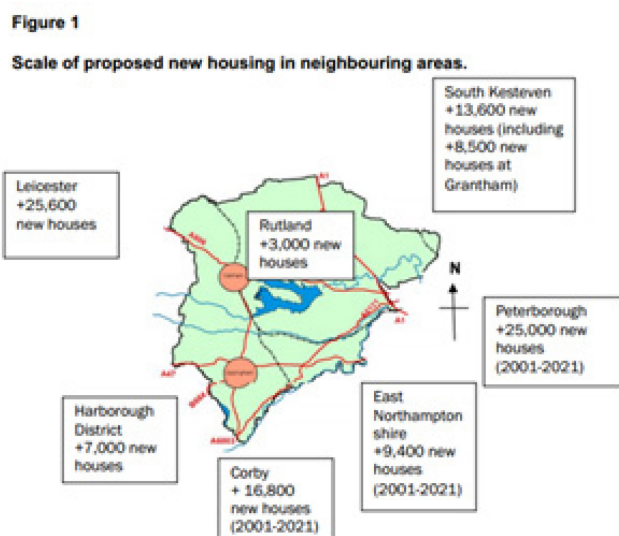 Figure 1
Scale of proposed new housing in neighbouring areas.
South Kesteven
+13,600 new
houses (including
+8,500 new
houses at
Grantham)
Leicester
+25,600
new houses
A1
Rutland
+3,000 new
houses
N
A1
Peterborough
+25,000 new
houses
(2001-2021)
A47
Harborough
District
+7,000 new
houses
East
Northampton
shire
+9,400 new
houses
(2001-2021)
A6003
Corby
+ 16,800
new houses
(2001-2021)